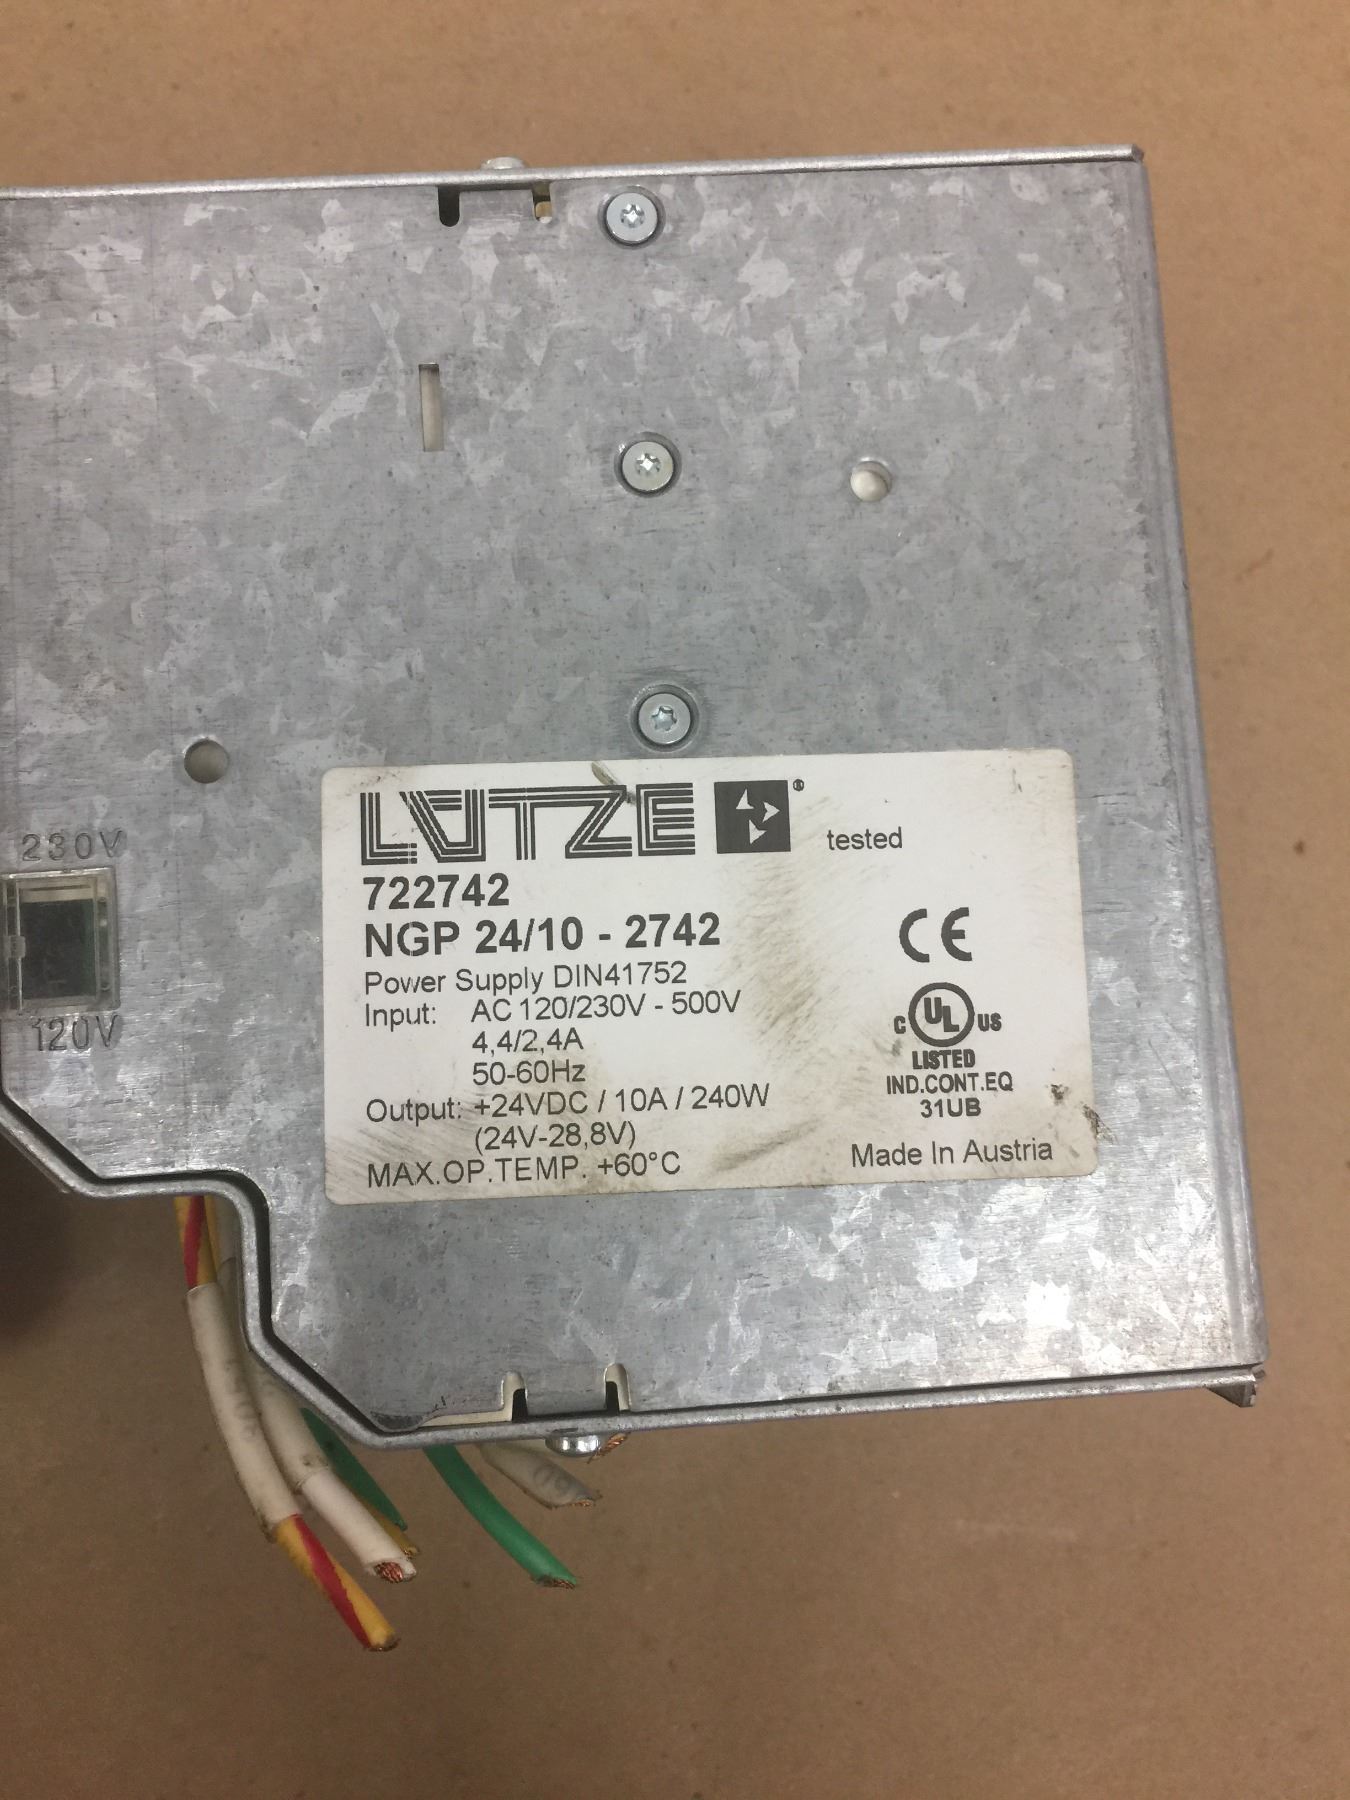 230V
120V
LÜTZE ®
tested
722742
NGP 24/10 - 2742
Power Supply DIN41752
Input: AC 120/230V - 500V
4,4/2,4A
50-60Hz
Output: +24VDC / 10A / 240W
(24V-28,8V)
MAX.OP.TEMP. +60°C
CE
C UL US
LISTED
IND.CONT.EQ
31UB
Made In Austria